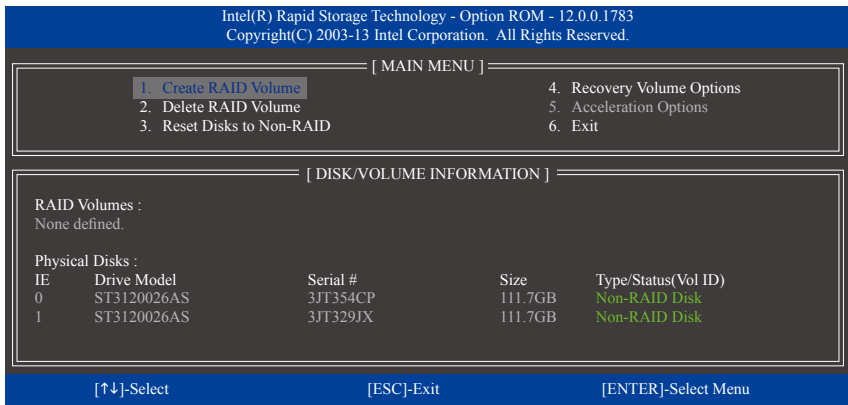 Intel(R) Rapid Storage Technology - Option ROM - 12.0.0.1783
Copyright(C) 2003-13 Intel Corporation. All Rights Reserved.
[ MAIN MENU ]
1. Create RAID Volume
2. Delete RAID Volume
3. Reset Disks to Non-RAID
4. Recovery Volume Options
5. Acceleration Options
6. Exit
[ DISK/VOLUME INFORMATION ]
RAID Volumes :
None defined.
Physical Disks :
IE Drive Model Serial # Size Type/Status(Vol ID)
0 ST3120026AS 3JT354CP 111.7GB Non-RAID Disk
1 ST3120026AS 3JT329JX 111.7GB Non-RAID Disk
[↑↓]-Select [ESC]-Exit [ENTER]-Select Menu